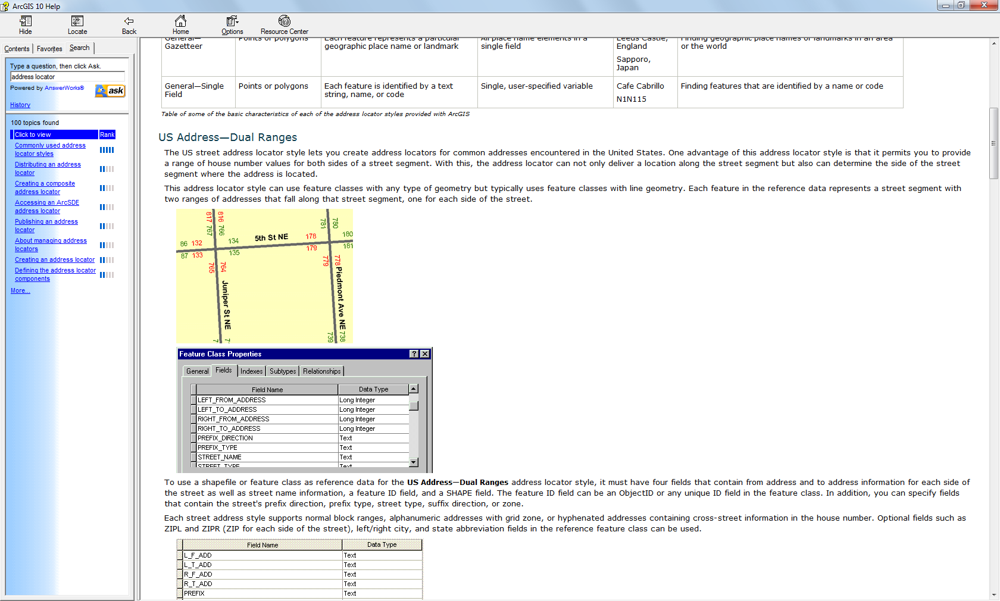 ArcGIS 10 Help
Hide
Locate
Back
Home
Options
Resource Center
Contents
Favorites
Search
Type a question, then click Ask.
address locator
Powered by AnswerWorks®
ask
History
100 topics found
Click to view Rank
Commonly used address
locator styles
Distributing an address
locator
Creating a composite
address locator
Accessing an ArcSDE
address locator
Publishing an address
locator
About managing address
locators
Creating an address locator
Defining the address locator
components
More...
General—
Gazetteer
Points or polygons
Each feature represents a particular
geographic place name or landmark
All place name elements in a
single field
Leeds Castle,
England
Sapporo,
Japan
Finding geographic place names or landmarks in an area
or the world
General—Single
Field
Points or polygons
Each feature is identified by a text
string, name, or code
Single, user-specified variable
Cafe Cabrillo
N1N115
Finding features that are identified by a name or code
Table of some of the basic characteristics of each of the address locator styles provided with ArcGIS
US Address—Dual Ranges
The US street address locator style lets you create address locators for common addresses encountered in the United States. One advantage of this address locator style is that it permits you to provide
a range of house number values for both sides of a street segment. With this, the address locator can not only deliver a location along the street segment but also can determine the side of the street
segment where the address is located.
This address locator style can use feature classes with any type of geometry but typically uses feature classes with line geometry. Each feature in the reference data represents a street segment with
two ranges of addresses that fall along that street segment, one for each side of the street.
817 816
767 766
781 780
86 132 134 5th St NE 178 180
87 133 135 179 181
765 764
779 778
Juniper St NE
Piedmont Ave NE
739 738
Feature Class Properties
General Fields Indexes Subtypes Relationships
Field Name Data Type
LEFT_FROM_ADDRESS Long Integer
LEFT_TO_ADDRESS Long Integer
RIGHT_FROM_ADDRESS Long Integer
RIGHT_TO_ADDRESS Long Integer
PREFIX_DIRECTION Text
PREFIX_TYPE Text
STREET_NAME Text
STREET_TYPE Text
To use a shapefile or feature class as reference data for the US Address—Dual Ranges address locator style, it must have four fields that contain from address and to address information for each side of
the street as well as street name information, a feature ID field, and a SHAPE field. The feature ID field can be an ObjectID or any unique ID field in the feature class. In addition, you can specify fields
that contain the street's prefix direction, prefix type, street type, suffix direction, or zone.
Each street address style supports normal block ranges, alphanumeric addresses with grid zone, or hyphenated addresses containing cross-street information in the house number. Optional fields such as
ZIPL and ZIPR (ZIP for each side of the street), left/right city, and state abbreviation fields in the reference feature class can be used.
Field Name Data Type
L_F_ADD Text
L_T_ADD Text
R_F_ADD Text
R_T_ADD Text
PREFIX Text